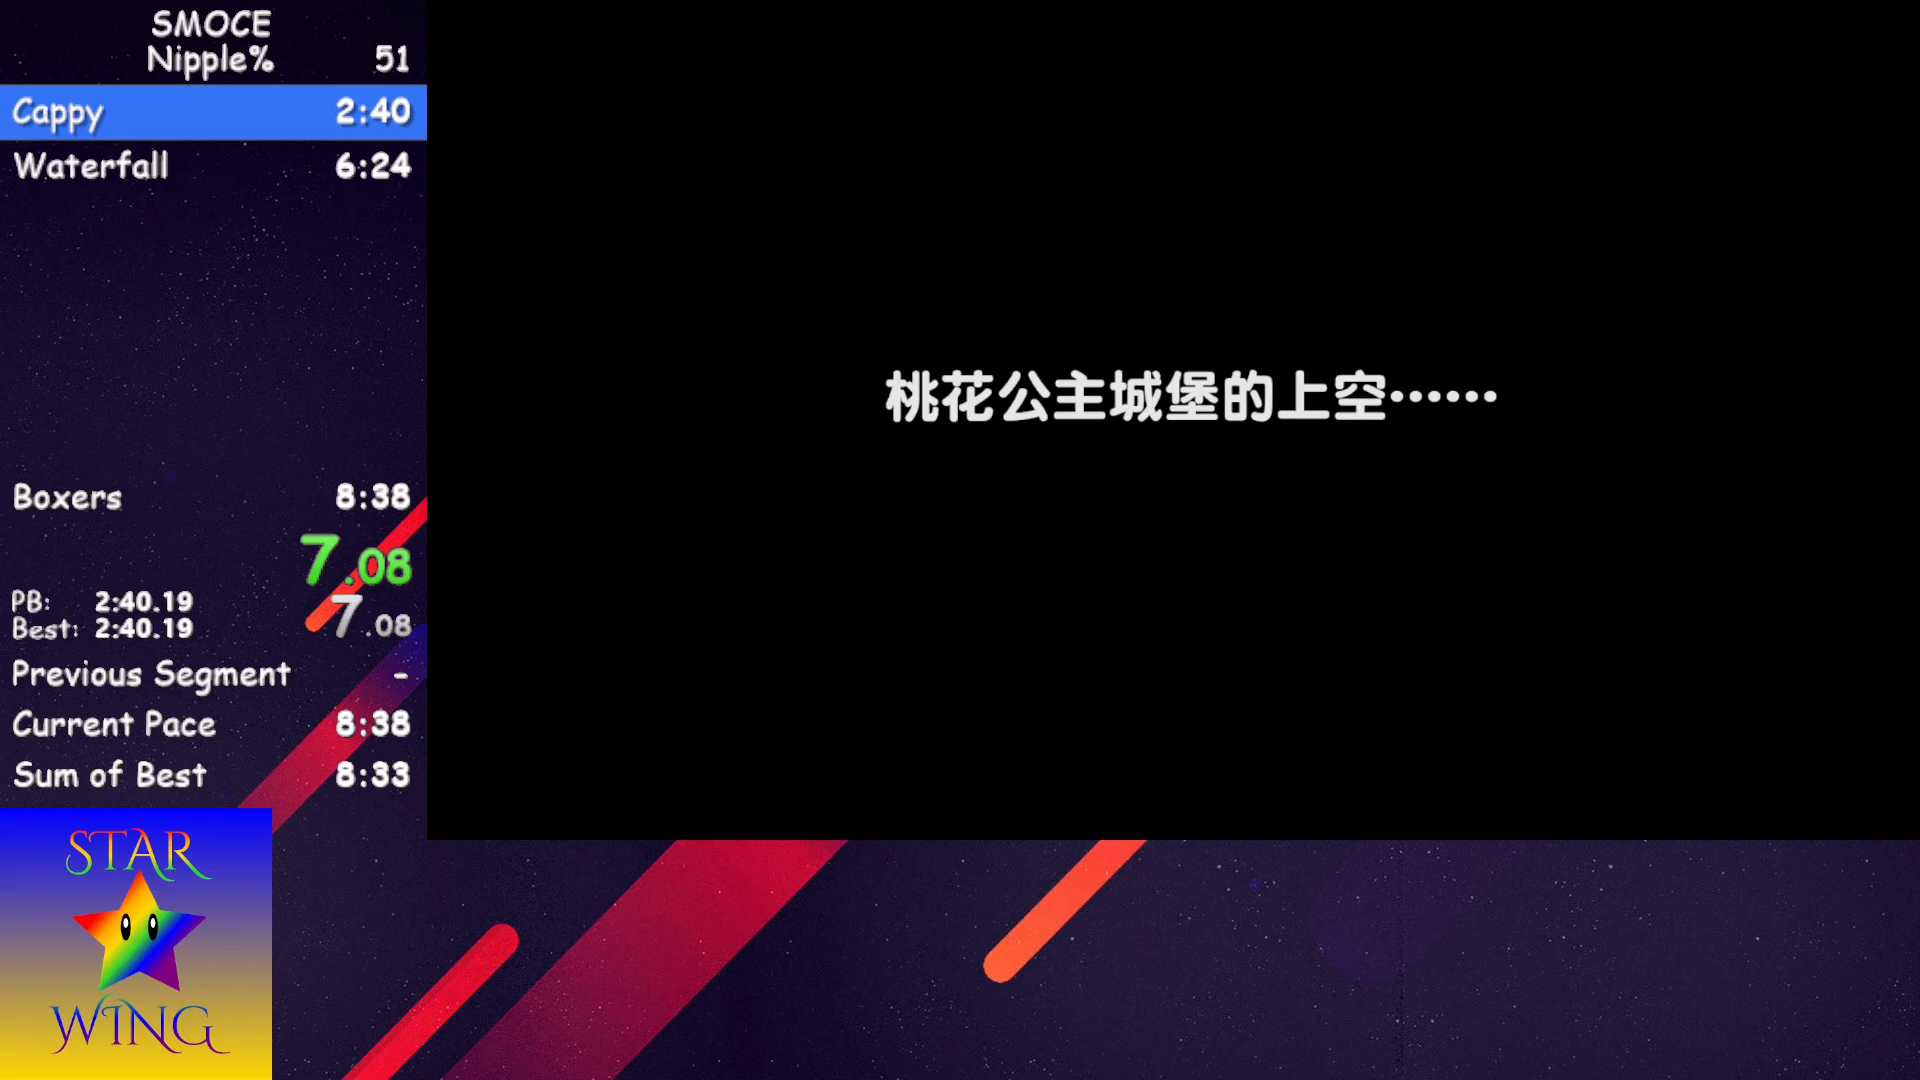 SMOCE
Nipple% 51
Cappy 2:40
Waterfall 6:24
桃花公主城堡的上空……
Boxers 8:38
7.08
PB: 2:40.19
7.08
Best: 2:40.19
Previous Segment -
Current Pace 8:38
Sum of Best 8:33
STAR
WING